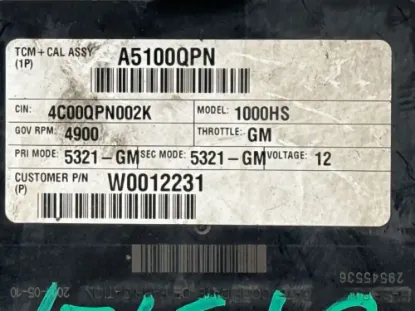 TCM + CAL ASSY A5100QPN
(1P)
CIN: 4C00QPN002K MODEL: 1000HS
GOV RPM: 4900 THROTTLE: GM
PRI MODE: 5321-GM SEC MODE: 5321-GM VOLTAGE: 12
CUSTOMER P/N W0012231
(P)
29545536